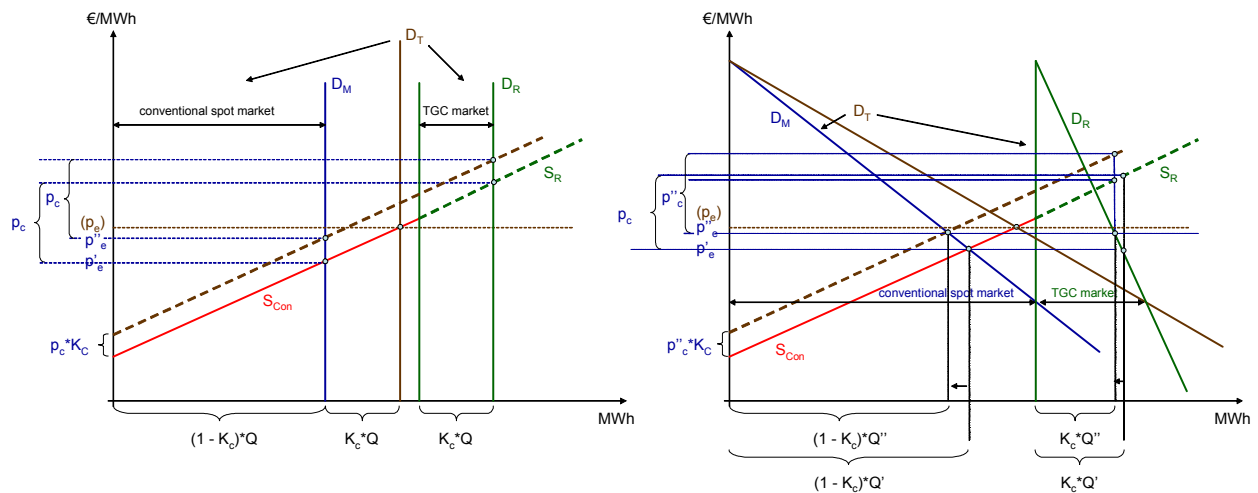 €/MWh
D_T
D_M
D_R
conventional spot market
TGC market
S_R
p_c
p_c
(p_e)
p''_e
p'_e
S_Con
p_c*K_C
MWh
(1 - K_c)*Q
K_c*Q
K_c*Q
€/MWh
D_T
D_M
D_R
S_R
p''_c
p_c
(p_e)
p''_e
p'_e
conventional spot market
TGC market
p''_c*K_C
S_Con
MWh
(1 - K_c)*Q''
K_c*Q''
(1 - K_c)*Q'
K_c*Q'